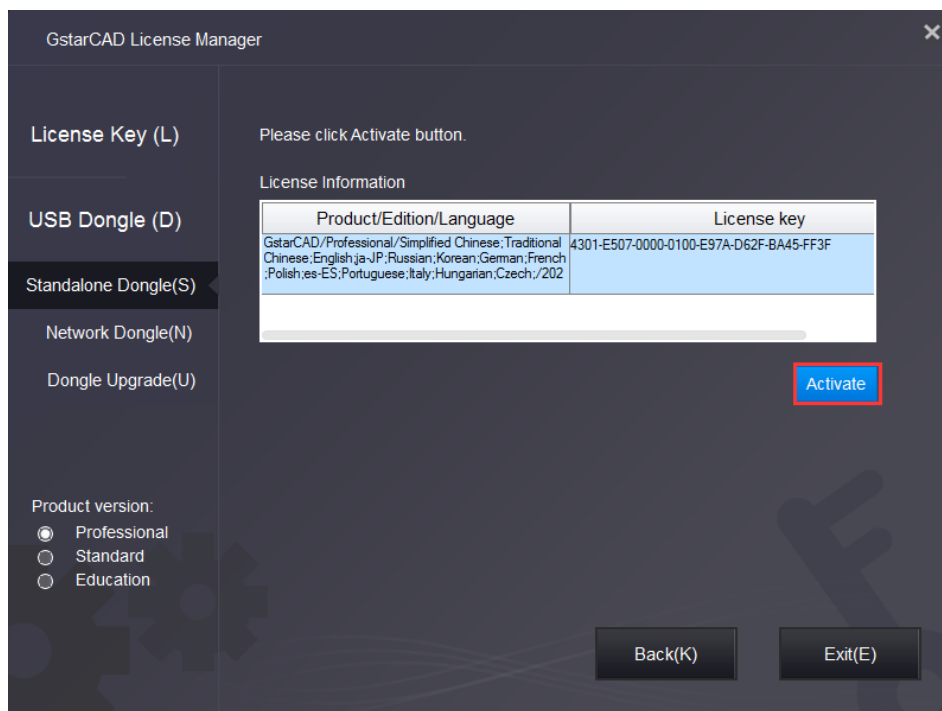 GstarCAD License Manager
License Key (L)
USB Dongle (D)
Standalone Dongle(S)
Network Dongle(N)
Dongle Upgrade(U)
Product version:
Professional
Standard
Education
Please click Activate button.
License Information
Product/Edition/Language
License key
GstarCAD/Professional/Simplified Chinese;Traditional
Chinese;English;ja-JP;Russian;Korean;German;French
;Polish;es-ES;Portuguese;Italy;Hungarian;Czech;/202
4301-E507-0000-0100-E97A-D62F-BA45-FF3F
Activate
Back(K)
Exit(E)